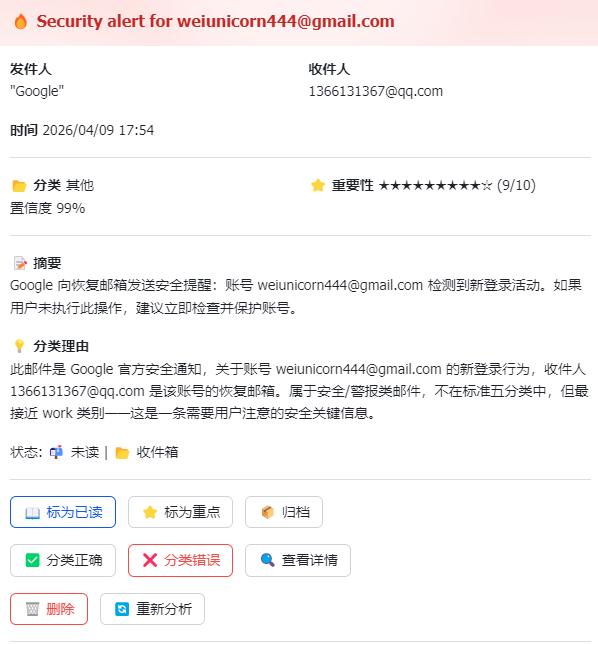 Security alert for weiunicorn444@gmail.com
发件人
"Google"
收件人
1366131367@qq.com
时间 2026/04/09 17:54
分类 其他
置信度 99%
重要性 ★★★★★★★★★☆ (9/10)
摘要
Google 向恢复邮箱发送安全提醒：账号 weiunicorn444@gmail.com 检测到新登录活动。如果
用户未执行此操作，建议立即检查并保护账号。
分类理由
此邮件是 Google 官方安全通知，关于账号 weiunicorn444@gmail.com 的新登录行为，收件人
1366131367@qq.com 是该账号的恢复邮箱。属于安全/警报类邮件，不在标准五分类中，但最
接近 work 类别——这是一条需要用户注意的安全关键信息。
状态: 未读 | 收件箱
标为已读
标为重点
归档
分类正确
分类错误
查看详情
删除
重新分析